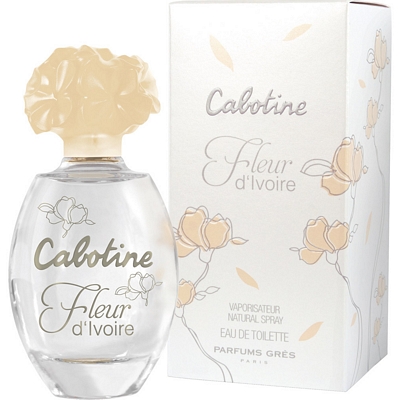 Cabotine
Fleur
d'Ivoire
Cabotine
Fleur
d'Ivoire
VAPORISATEUR
NATURAL SPRAY
EAU DE TOILETTE
PARFUMS GRÈS
PARIS